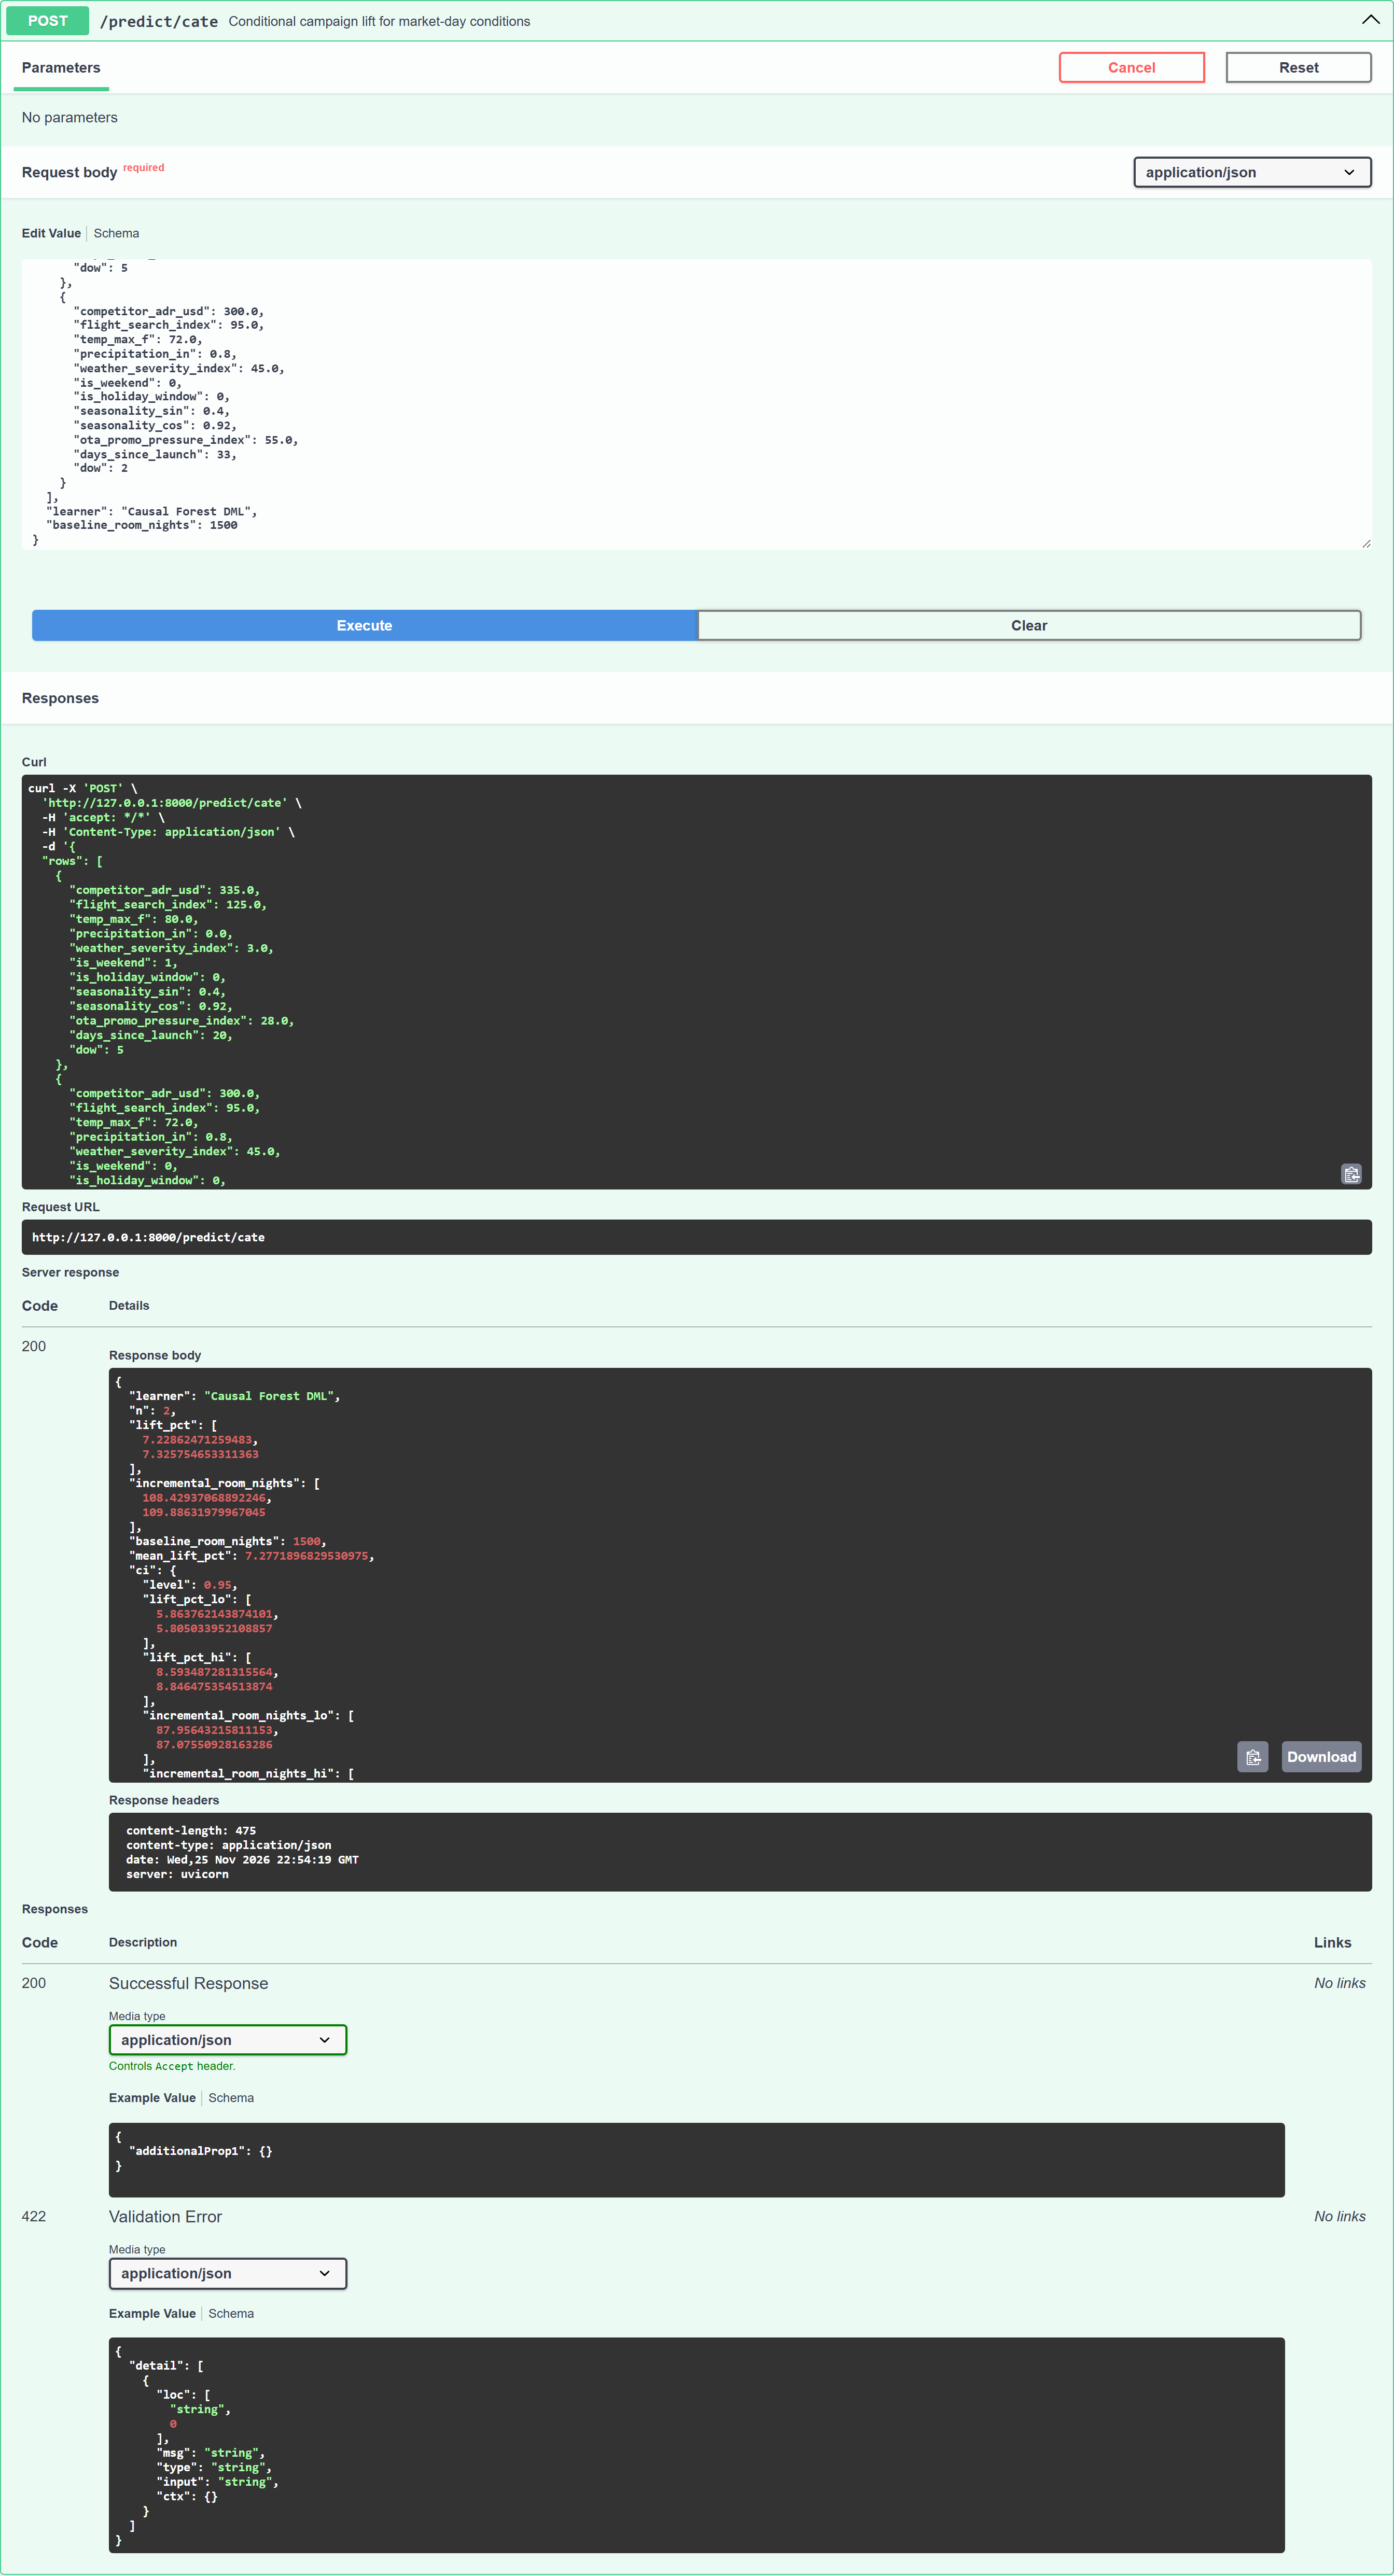 POST /predict/cate Conditional campaign lift for market-day conditions
Parameters
Cancel
Reset
No parameters
Request body required
application/json
Edit Value | Schema
"dow": 5
},
{
"competitor_adr_usd": 300.0,
"flight_search_index": 95.0,
"temp_max_f": 72.0,
"precipitation_in": 0.8,
"weather_severity_index": 45.0,
"is_weekend": 0,
"is_holiday_window": 0,
"seasonality_sin": 0.4,
"seasonality_cos": 0.92,
"ota_promo_pressure_index": 55.0,
"days_since_launch": 33,
"dow": 2
}
],
"learner": "Causal Forest DML",
"baseline_room_nights": 1500
}
Execute
Clear
Responses
Curl
curl -X 'POST' \
'http://127.0.0.1:8000/predict/cate' \
-H 'accept: */*' \
-H 'Content-Type: application/json' \
-d '{
"rows": [
{
"competitor_adr_usd": 335.0,
"flight_search_index": 125.0,
"temp_max_f": 80.0,
"precipitation_in": 0.0,
"weather_severity_index": 3.0,
"is_weekend": 1,
"is_holiday_window": 0,
"seasonality_sin": 0.4,
"seasonality_cos": 0.92,
"ota_promo_pressure_index": 28.0,
"days_since_launch": 20,
"dow": 5
},
{
"competitor_adr_usd": 300.0,
"flight_search_index": 95.0,
"temp_max_f": 72.0,
"precipitation_in": 0.8,
"weather_severity_index": 45.0,
"is_weekend": 0,
"is_holiday_window": 0,
Request URL
http://127.0.0.1:8000/predict/cate
Server response
Code Details
200
Response body
{
"learner": "Causal Forest DML",
"n": 2,
"lift_pct": [
7.22862471259483,
7.325754653311363
],
"incremental_room_nights": [
108.42937068892246,
109.88631979967045
],
"baseline_room_nights": 1500,
"mean_lift_pct": 7.2771896829530975,
"ci": {
"level": 0.95,
"lift_pct_lo": [
5.863762143874101,
5.805033952108857
],
"lift_pct_hi": [
8.593487281315564,
8.846475354513874
],
"incremental_room_nights_lo": [
87.95643215811153,
87.07550928163286
],
"incremental_room_nights_hi": [
Download
Response headers
content-length: 475
content-type: application/json
date: Wed,25 Nov 2026 22:54:19 GMT
server: uvicorn
Responses
Code Description Links
200 Successful Response No links
Media type
application/json
Controls Accept header.
Example Value | Schema
{
"additionalProp1": {}
}
422 Validation Error No links
Media type
application/json
Example Value | Schema
{
"detail": [
{
"loc": [
"string",
0
],
"msg": "string",
"type": "string",
"input": "string",
"ctx": {}
}
]
}